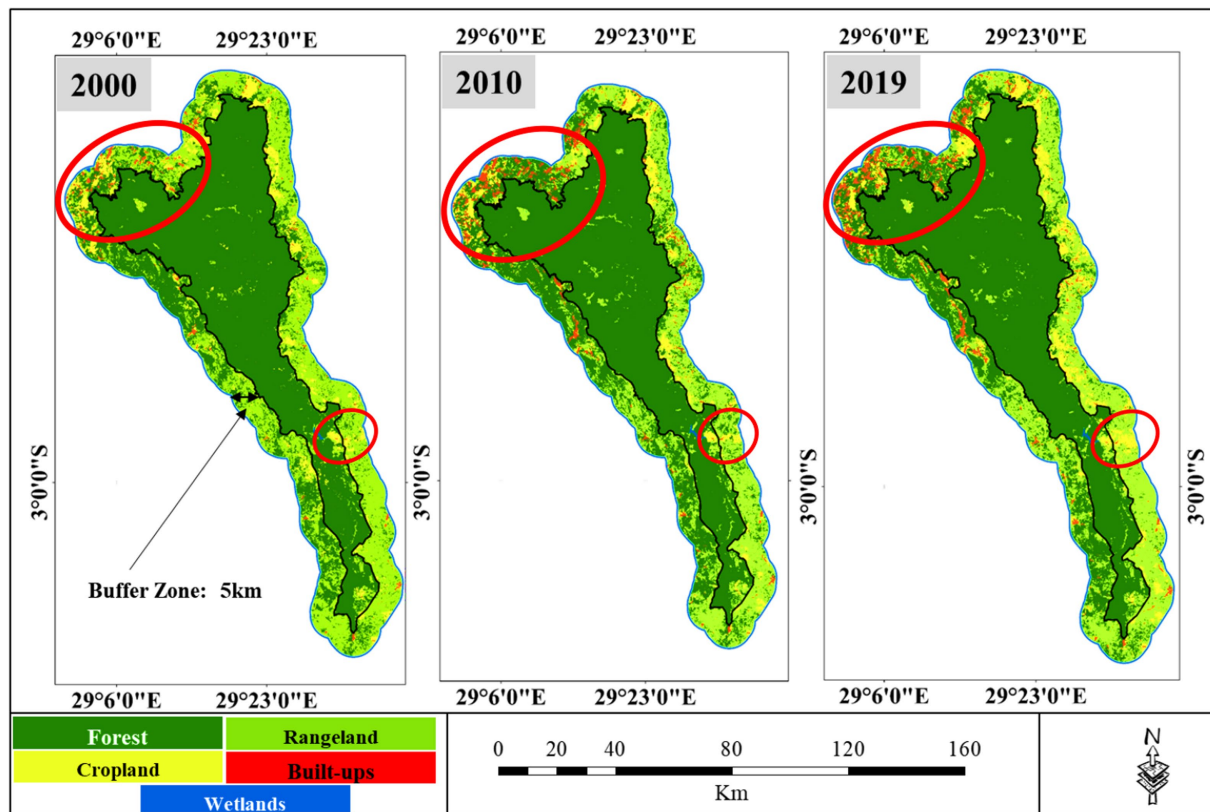 29°6'0"E 29°23'0"E 29°6'0"E 29°23'0"E 29°6'0"E 29°23'0"E
2000 2010 2019
3°0'0"S 3°0'0"S 3°0'0"S 3°0'0"S
Buffer Zone: 5km
29°6'0"E 29°23'0"E 29°6'0"E 29°23'0"E 29°6'0"E 29°23'0"E
Forest Rangeland
Cropland Built-ups
Wetlands
0 20 40 80 120 160
Km
N